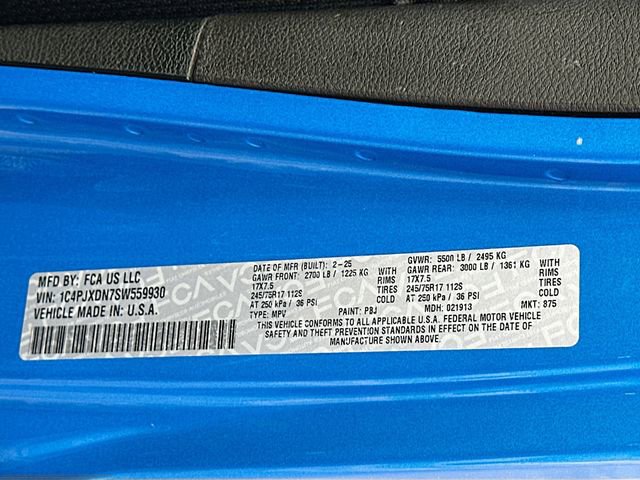 MFD BY: FCA US LLC
VIN: 1C4PJXDN7SW559930
VEHICLE MADE IN: U.S.A.
DATE OF MFR (BUILT): 2-25
GAWR FRONT: 2700 LB / 1225 KG
17X7.5
245/75R17 112S
AT 250 kPa / 36 PSI
TYPE: MPV
WITH
RIMS
TIRES
COLD
GVWR: 5500 LB / 2495 KG
GAWR REAR: 3000 LB / 1361 KG
17X7.5
245/75R17 112S
AT 250 kPa / 36 PSI
WITH
RIMS
TIRES
COLD
PAINT: PBJ
MDH: 021913
MKT: 875
THIS VEHICLE CONFORMS TO ALL APPLICABLE U.S.A. FEDERAL MOTOR VEHICLE
SAFETY AND THEFT PREVENTION STANDARDS IN EFFECT ON THE DATE OF
MANUFACTURE SHOWN ABOVE.